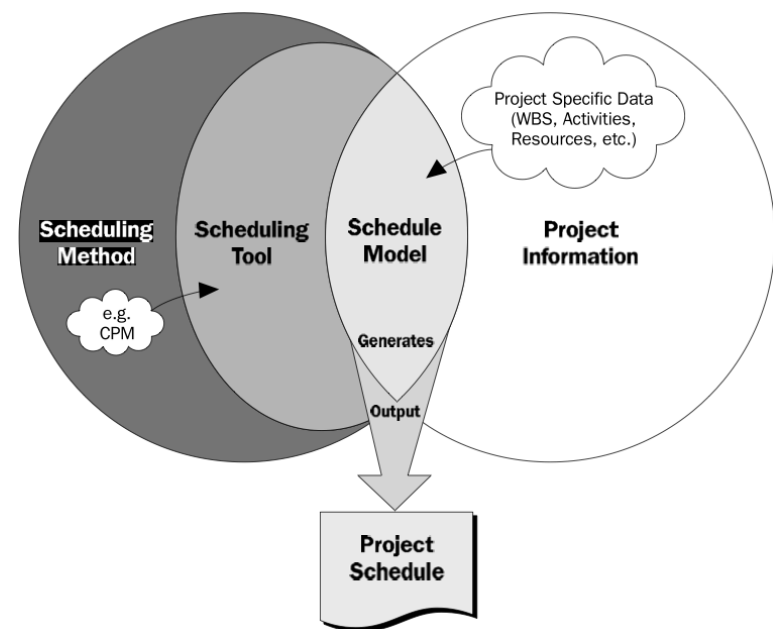 Project Specific Data
(WBS, Activities,
Resources, etc.)
Scheduling
Method
Scheduling
Tool
Schedule
Model
Project
Information
e.g.
CPM
Generates
Output
Project
Schedule